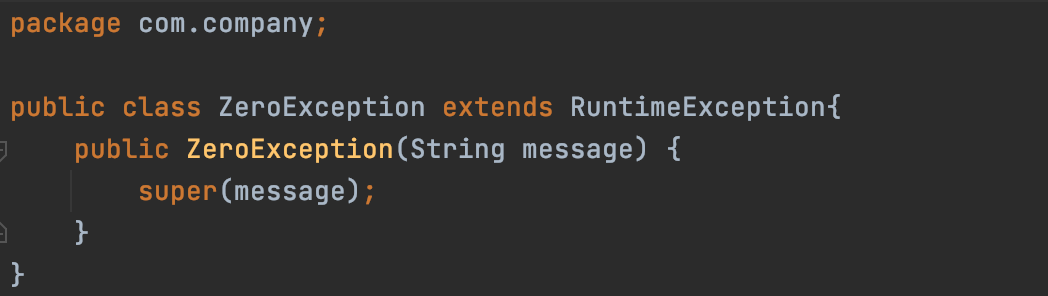 package com.company;
public class ZeroException extends RuntimeException{
public ZeroException(String message) {
super(message);
}
}